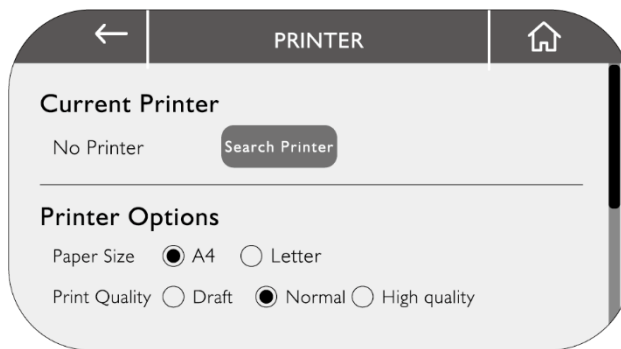 PRINTER
Current Printer
No Printer Search Printer
Printer Options
Paper Size A4 Letter
Print Quality Draft Normal High quality